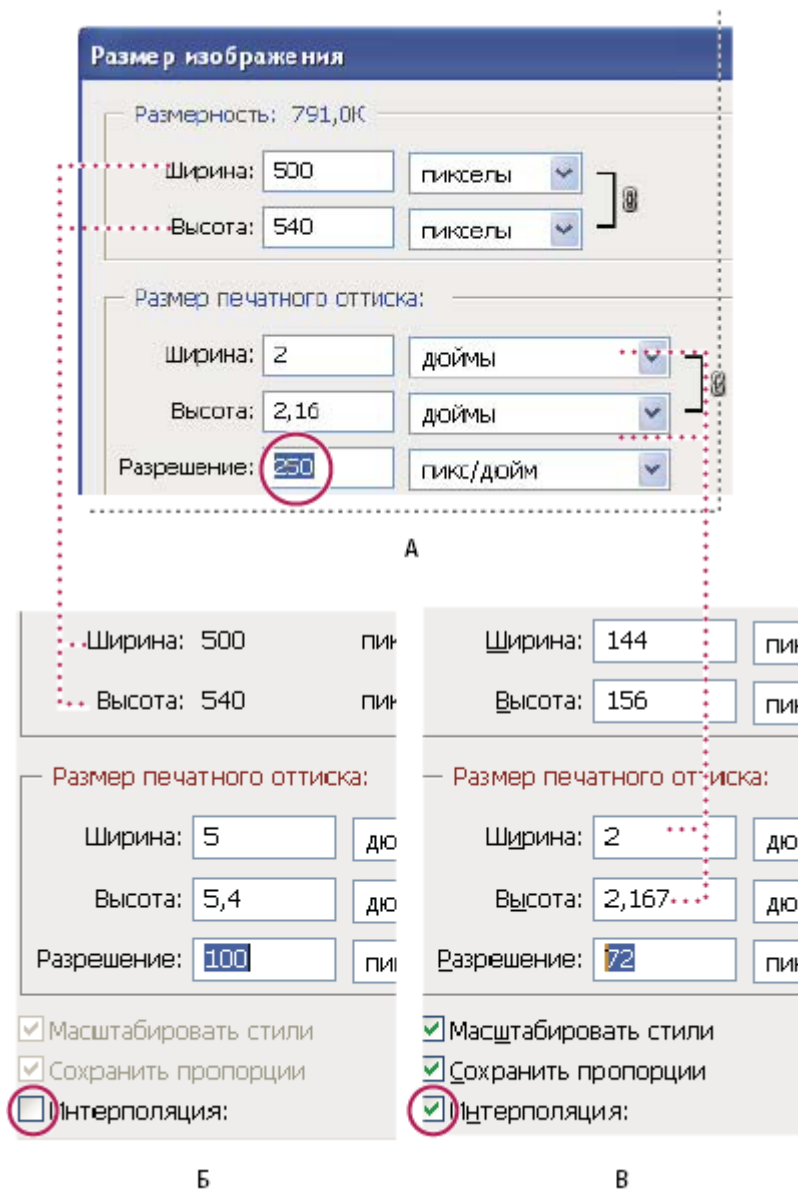 Размер изображения
Размерность: 791,0К
Ширина: 500 пикселы
Высота: 540 пикселы
Размер печатного оттиска:
Ширина: 2 дюймы
Высота: 2,16 дюймы
Разрешение: 250 пикс/дюйм
А
Ширина: 500 пик
Высота: 540 пик
Размер печатного оттиска:
Ширина: 5 дю
Высота: 5,4 дю
Разрешение: 100 пи
Масштабировать стили
Сохранить пропорции
Интерполяция:
Б
Ширина: 144 пи
Высота: 156 пи
Размер печатного оттиска:
Ширина: 2 дю
Высота: 2,167 дю
Разрешение: 72 пи
Масштабировать стили
Сохранить пропорции
Интерполяция:
В